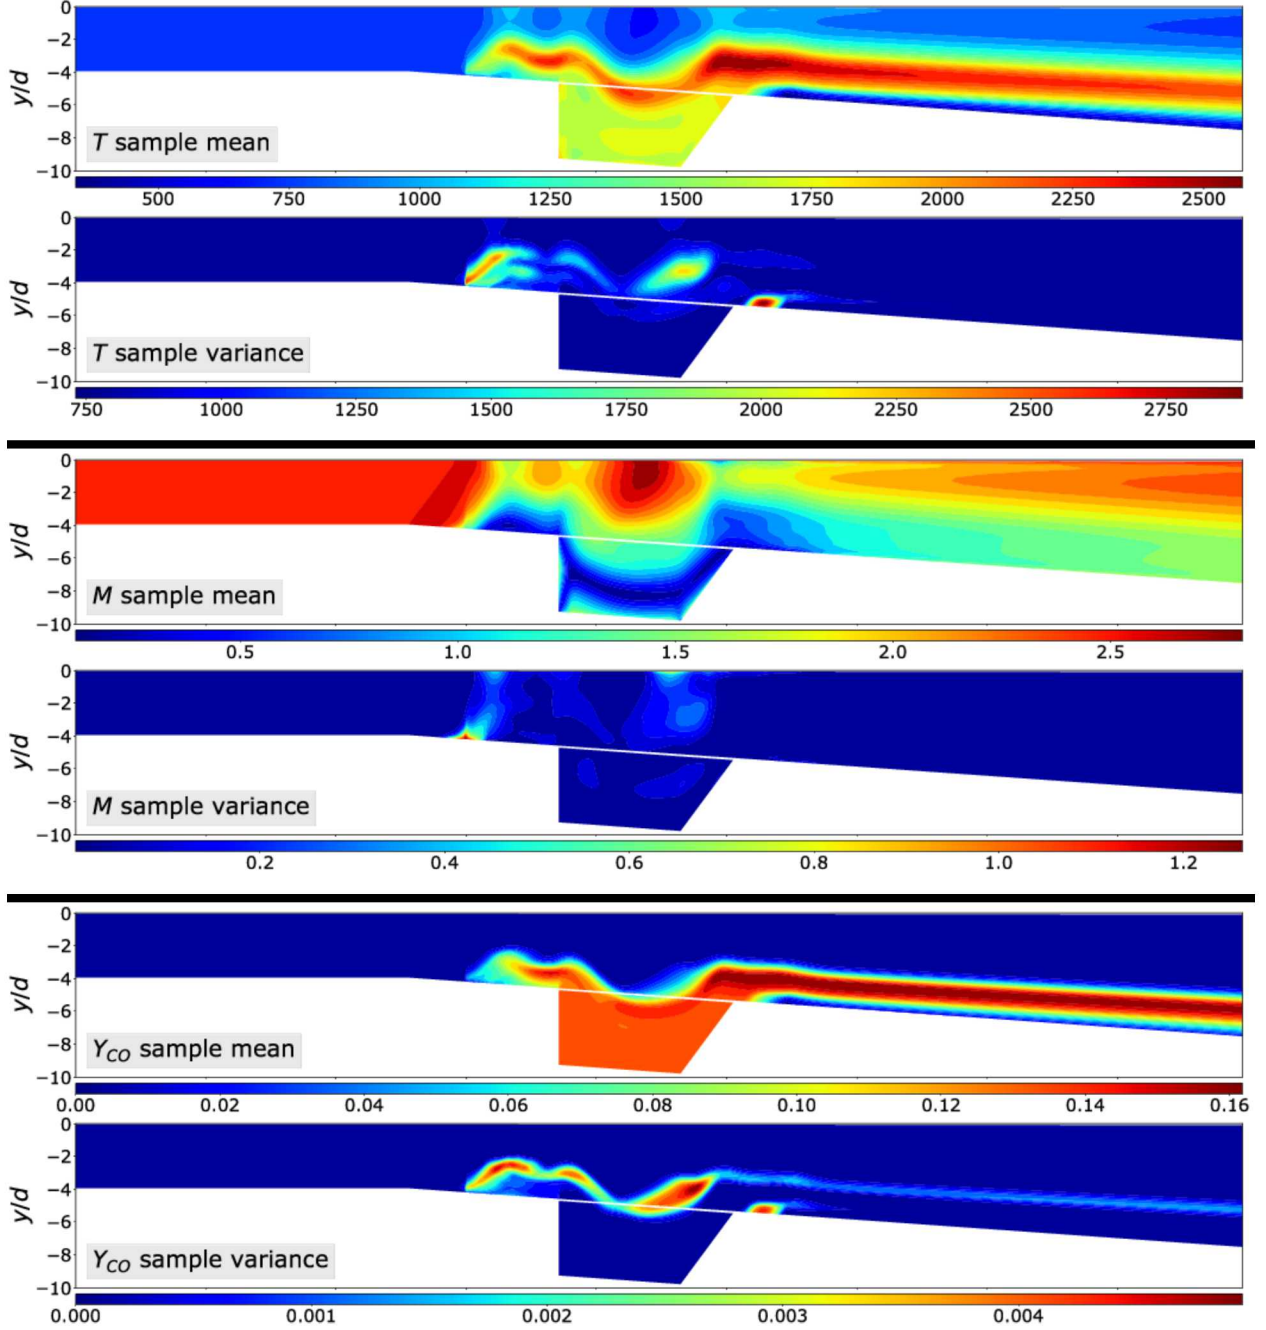 0
−2
−4
−6
−8
−10
y/d
T sample mean
500 750 1000 1250 1500 1750 2000 2250 2500
0
−2
−4
−6
−8
−10
y/d
T sample variance
750 1000 1250 1500 1750 2000 2250 2500 2750
0
−2
−4
−6
−8
−10
y/d
M sample mean
0.5 1.0 1.5 2.0 2.5
0
−2
−4
−6
−8
−10
y/d
M sample variance
0.2 0.4 0.6 0.8 1.0 1.2
0
−2
−4
−6
−8
−10
y/d
Y_CO sample mean
0.00 0.02 0.04 0.06 0.08 0.10 0.12 0.14 0.16
0
−2
−4
−6
−8
−10
y/d
Y_CO sample variance
0.000 0.001 0.002 0.003 0.004